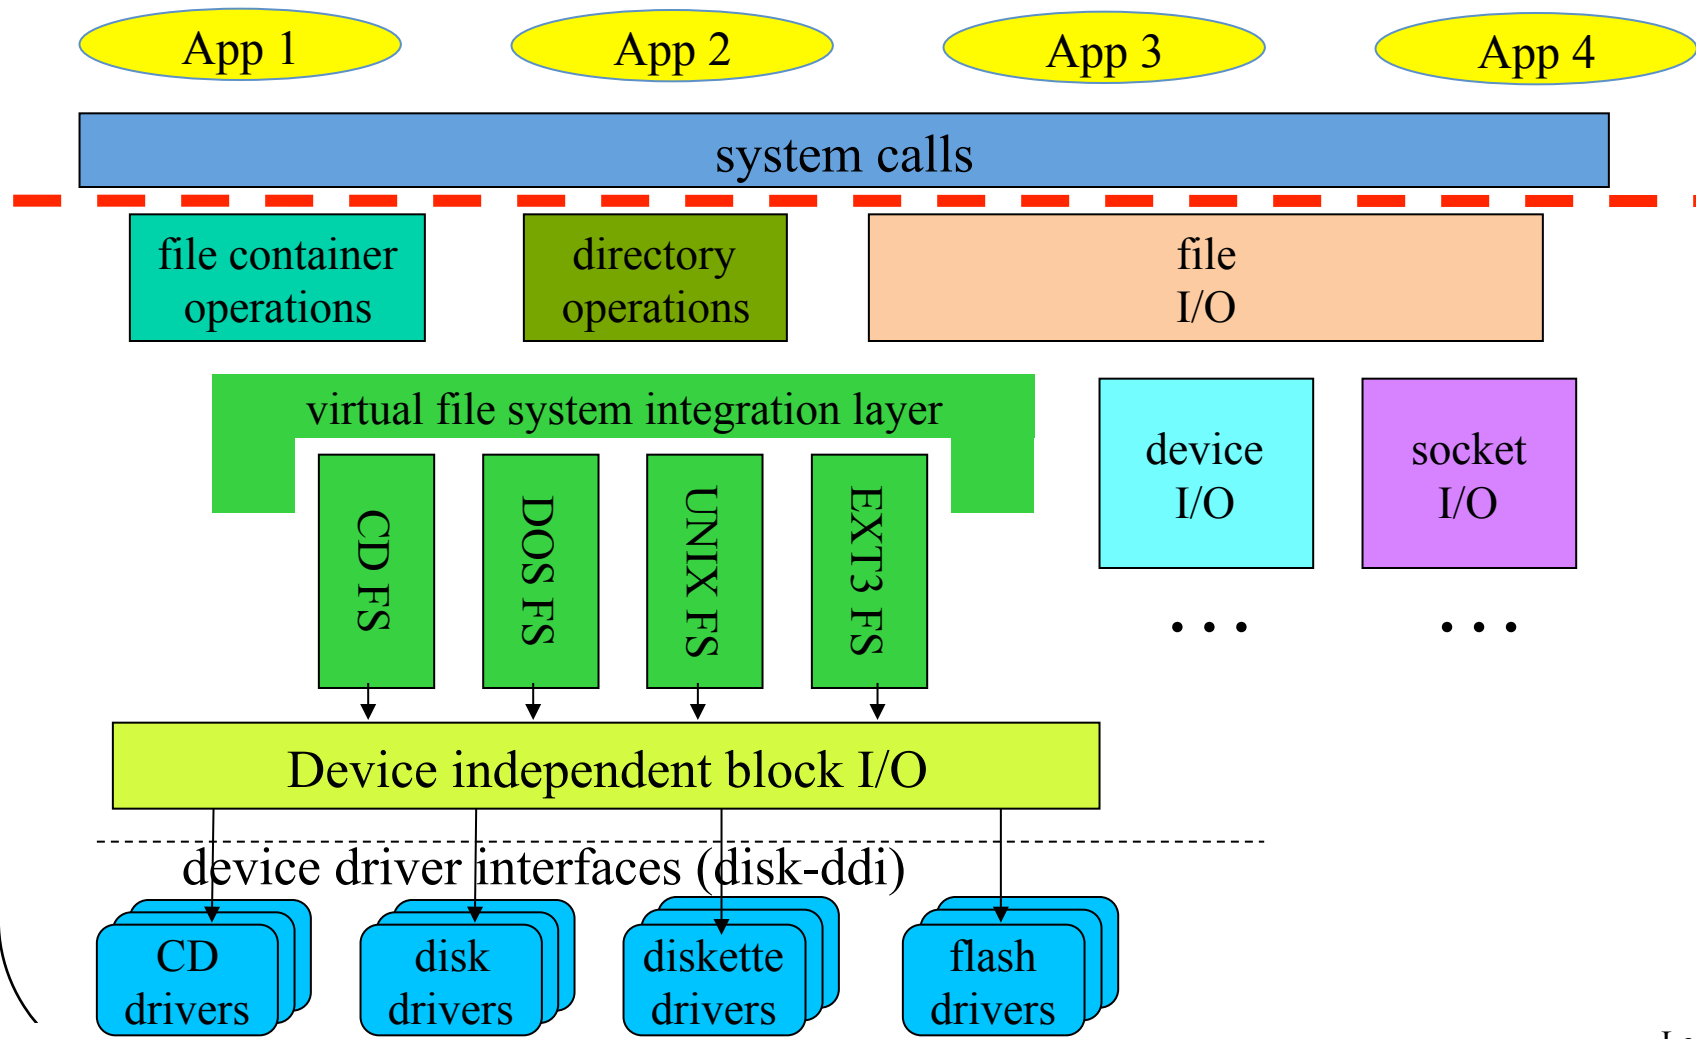 App 1
App 2
App 3
App 4
system calls
file container
operations
directory
operations
file
I/O
virtual file system integration layer
device
I/O
socket
I/O
CD FS
DOS FS
UNIX FS
EXT3 FS
...
...
Device independent block I/O
device driver interfaces (disk-ddi)
CD
drivers
disk
drivers
diskette
drivers
flash
drivers